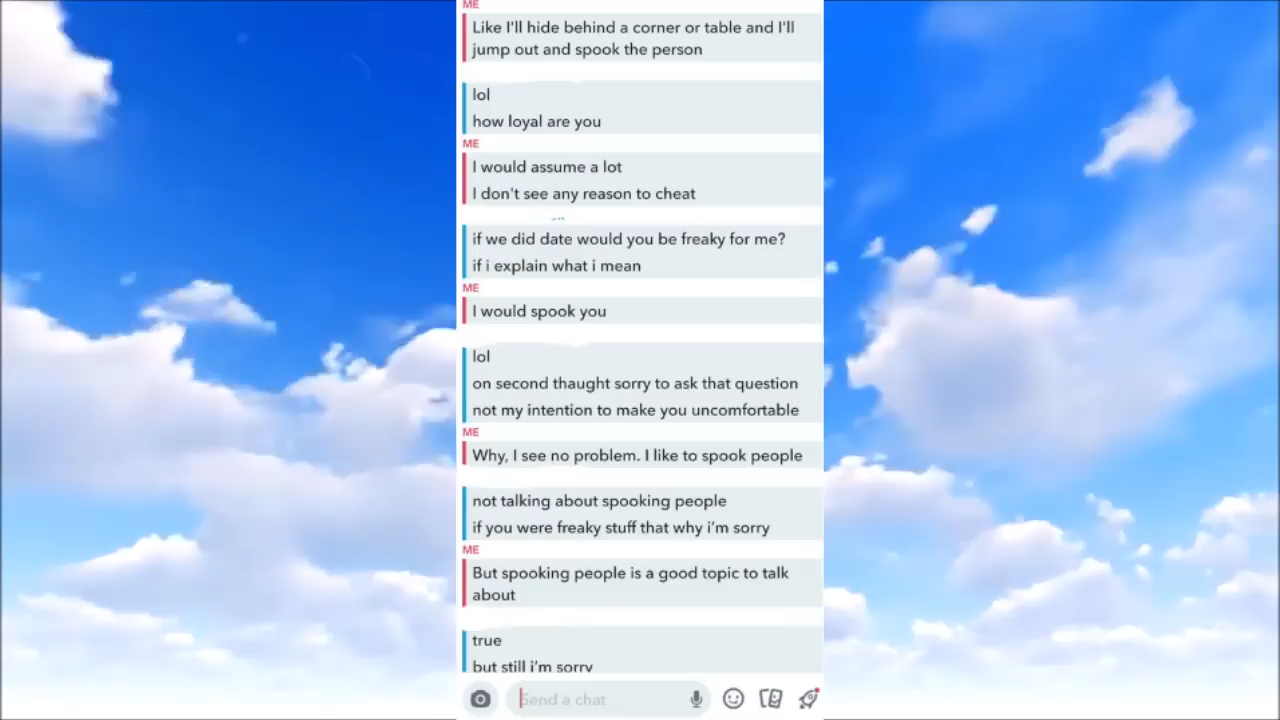 ME
Like I'll hide behind a corner or table and I'll
jump out and spook the person
lol
how loyal are you
ME
I would assume a lot
I don't see any reason to cheat
if we did date would you be freaky for me?
if i explain what i mean
ME
I would spook you
lol
on second thaught sorry to ask that question
not my intention to make you uncomfortable
ME
Why, I see no problem. I like to spook people
not talking about spooking people
if you were freaky stuff that why i'm sorry
ME
But spooking people is a good topic to talk
about
true
but still i'm sorry
Send a chat